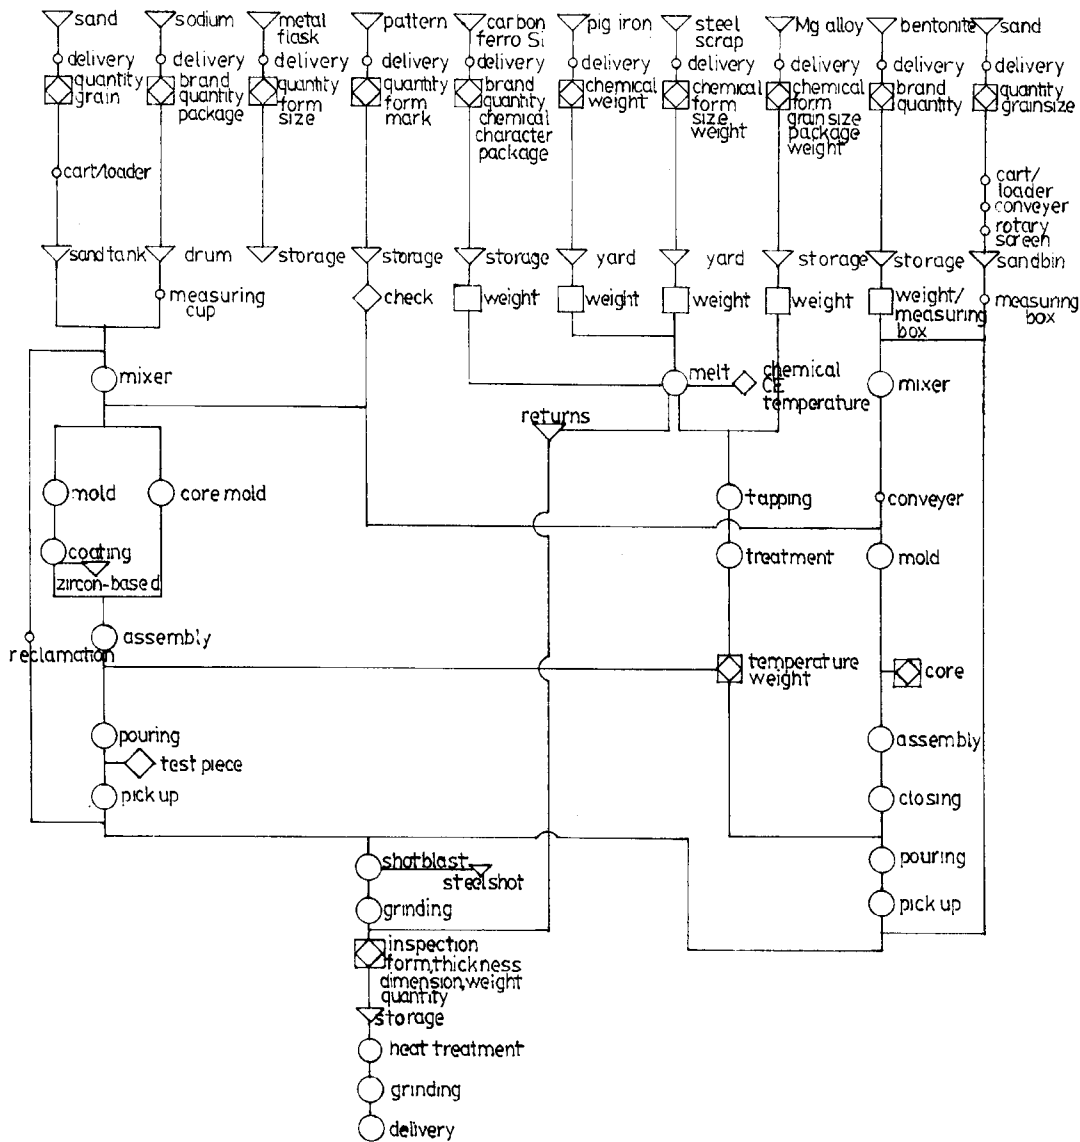 sand
sodium
metal
flask
pattern
carbon
ferro Si
pig iron
steel
scrap
Mg alloy
bentonite
sand
delivery
delivery
delivery
delivery
delivery
delivery
delivery
delivery
delivery
delivery
quantity
grain
brand
quantity
package
quantity
form
size
quantity
form
mark
brand
quantity
chemical
character
package
chemical
weight
chemical
form
size
weight
chemical
form
grain size
package
weight
brand
quantity
quantity
grainsize
cart/loader
cart/
loader
conveyer
rotary
screen
sand tank
drum
storage
storage
storage
yard
yard
storage
storage
sandbin
measuring
cup
check
weight
weight
weight
weight
weight/
measuring
box
measuring
box
mixer
melt
chemical
CE
temperature
mixer
returns
mold
core mold
tapping
conveyer
coating
zircon-based
treatment
mold
reclamation
assembly
temperature
weight
core
pouring
test piece
pick up
assembly
closing
shotblast
steelshot
pouring
grinding
pick up
inspection
form,thickness
dimension,weight
quantity
storage
heat treatment
grinding
delivery